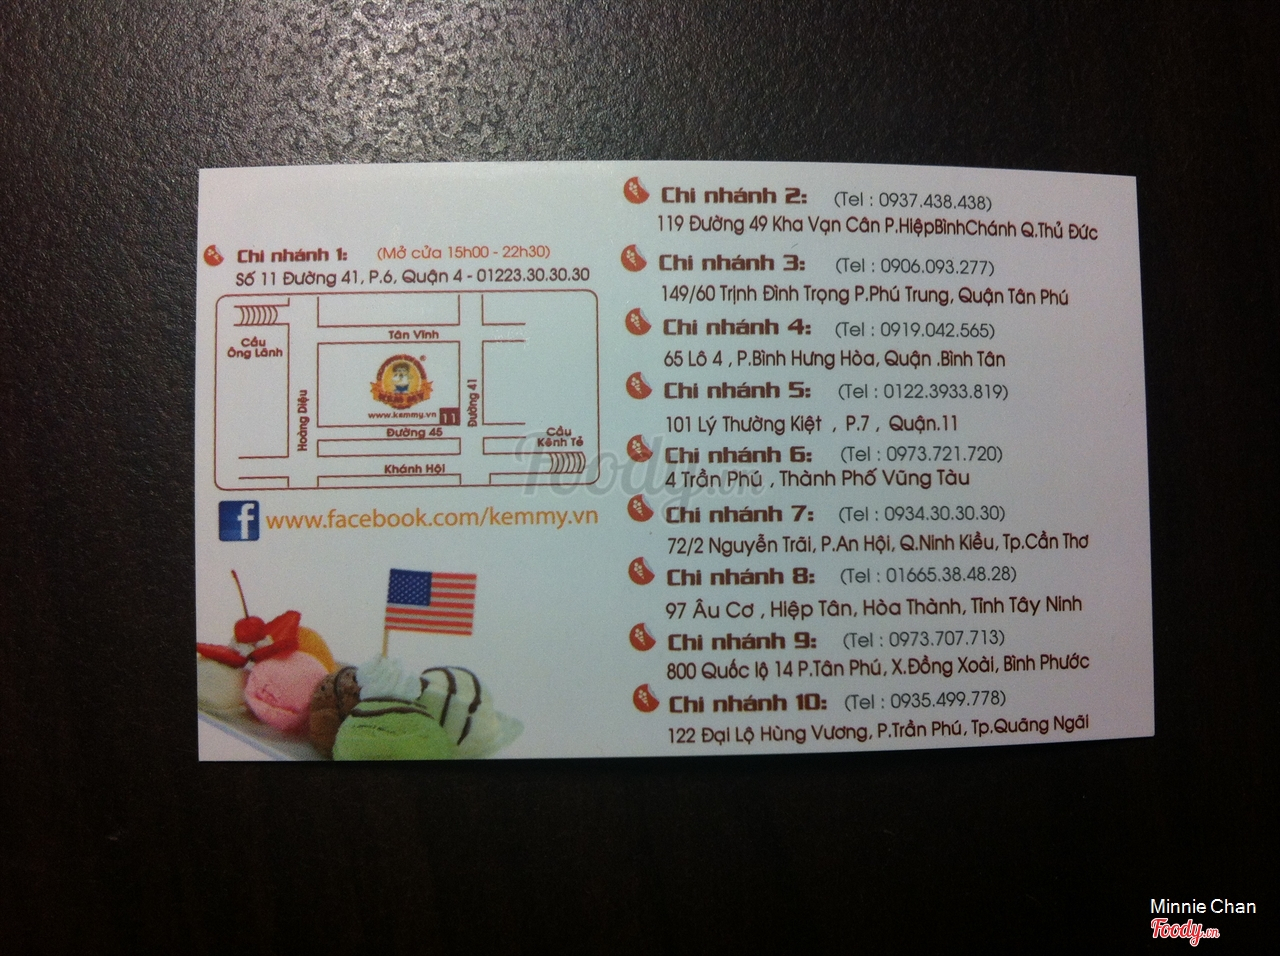 Chi nhánh 1: (Mở cửa 15h00 - 22h30)
Số 11 Đường 41, P.6, Quận 4 - 01223.30.30.30
Tân Vĩnh
Cầu
Ông Lãnh
Hoàng Diệu
KEM MY
www.kemmy.vn
11
Đường 41
Đường 45
Cầu
Kênh Tẻ
Khánh Hội
f www.facebook.com/kemmy.vn
Chi nhánh 2: (Tel : 0937.438.438)
119 Đường 49 Kha Vạn Cân P.HiệpBìnhChánh Q.Thủ Đức
Chi nhánh 3: (Tel : 0906.093.277)
149/60 Trịnh Đình Trọng P.Phú Trung, Quận Tân Phú
Chi nhánh 4: (Tel : 0919.042.565)
65 Lô 4 , P.Bình Hưng Hòa, Quận .Bình Tân
Chi nhánh 5: (Tel : 0122.3933.819)
101 Lý Thường Kiệt , P.7 , Quận.11
Chi nhánh 6: (Tel : 0973.721.720)
4 Trần Phú , Thành Phố Vũng Tàu
Chi nhánh 7: (Tel : 0934.30.30.30)
72/2 Nguyễn Trãi, P.An Hội, Q.Ninh Kiều, Tp.Cần Thơ
Chi nhánh 8: (Tel : 01665.38.48.28)
97 Âu Cơ , Hiệp Tân, Hòa Thành, Tỉnh Tây Ninh
Chi nhánh 9: (Tel : 0973.707.713)
800 Quốc lộ 14 P.Tân Phú, X.Đồng Xoài, Bình Phước
Chi nhánh 10: (Tel : 0935.499.778)
122 Đại Lộ Hùng Vương, P.Trần Phú, Tp.Quãng Ngãi
Foody.vn
Minnie Chan
Foody.vn